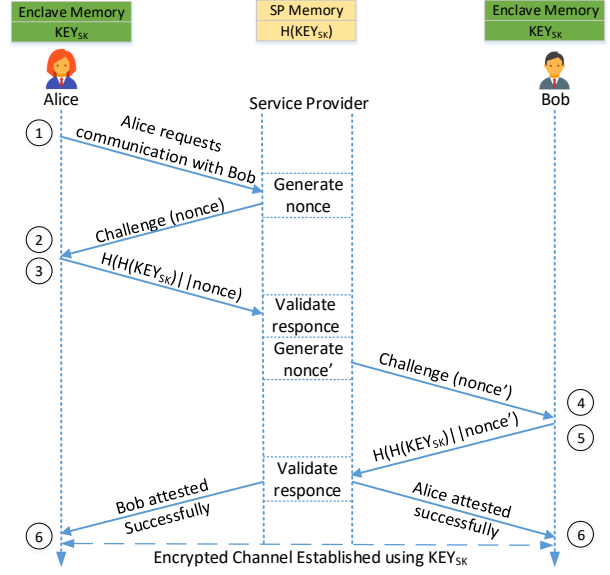 Enclave Memory
KEYSK
SP Memory
H(KEYSK)
Enclave Memory
KEYSK
Alice
Service Provider
Bob
1
Alice requests
communication with Bob
Generate
nonce
Challenge (nonce)
2
3
H(H(KEYSK)||nonce)
Validate
responce
Generate
nonce’
Challenge (nonce’)
4
5
H(H(KEYSK)||nonce’)
Validate
responce
Bob attested
Successfully
Alice attested
successfully
6
6
Encrypted Channel Established using KEYSK